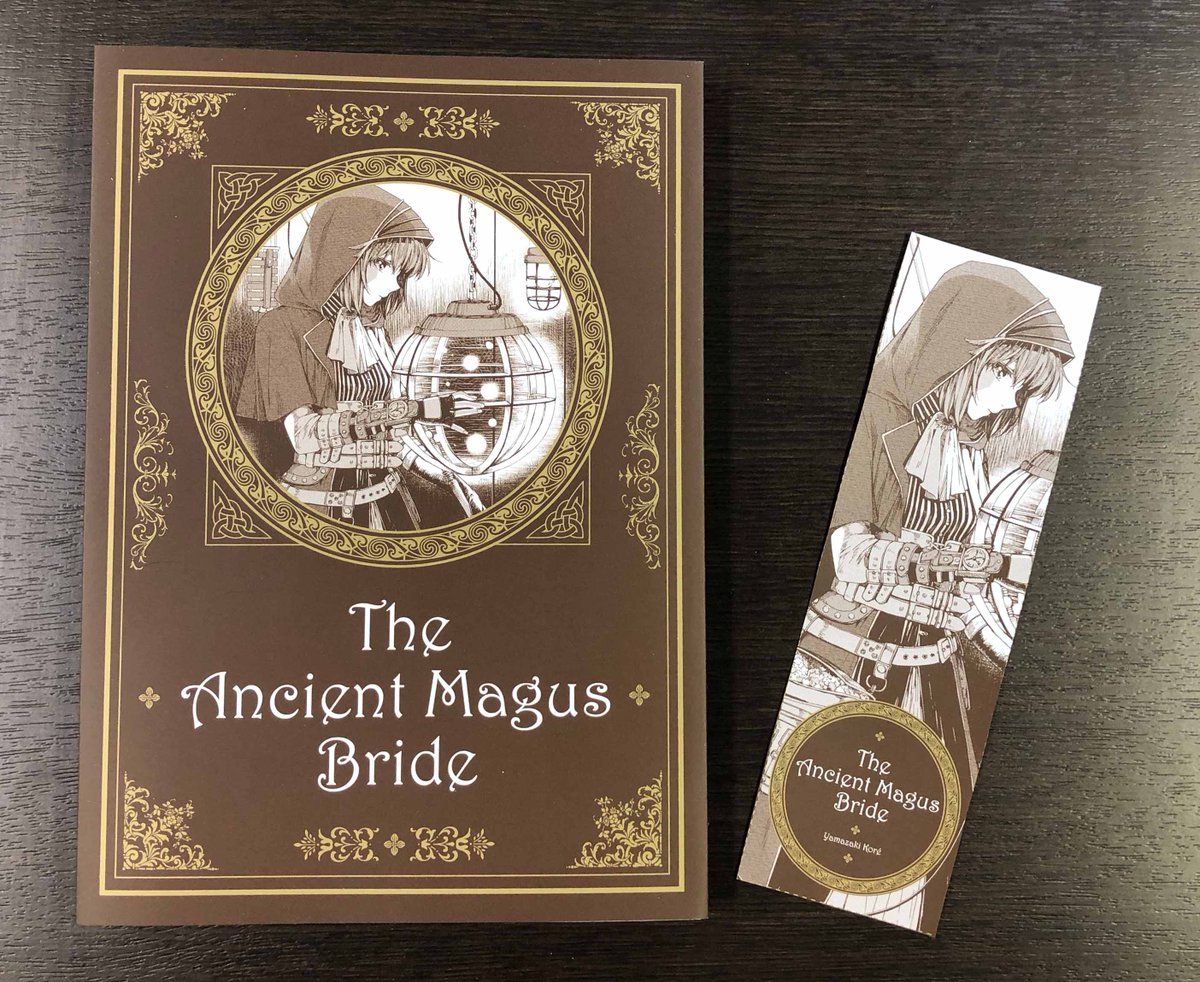 The
Ancient Magus
Bride
The
Ancient Magus
Bride
Yamazaki Koré